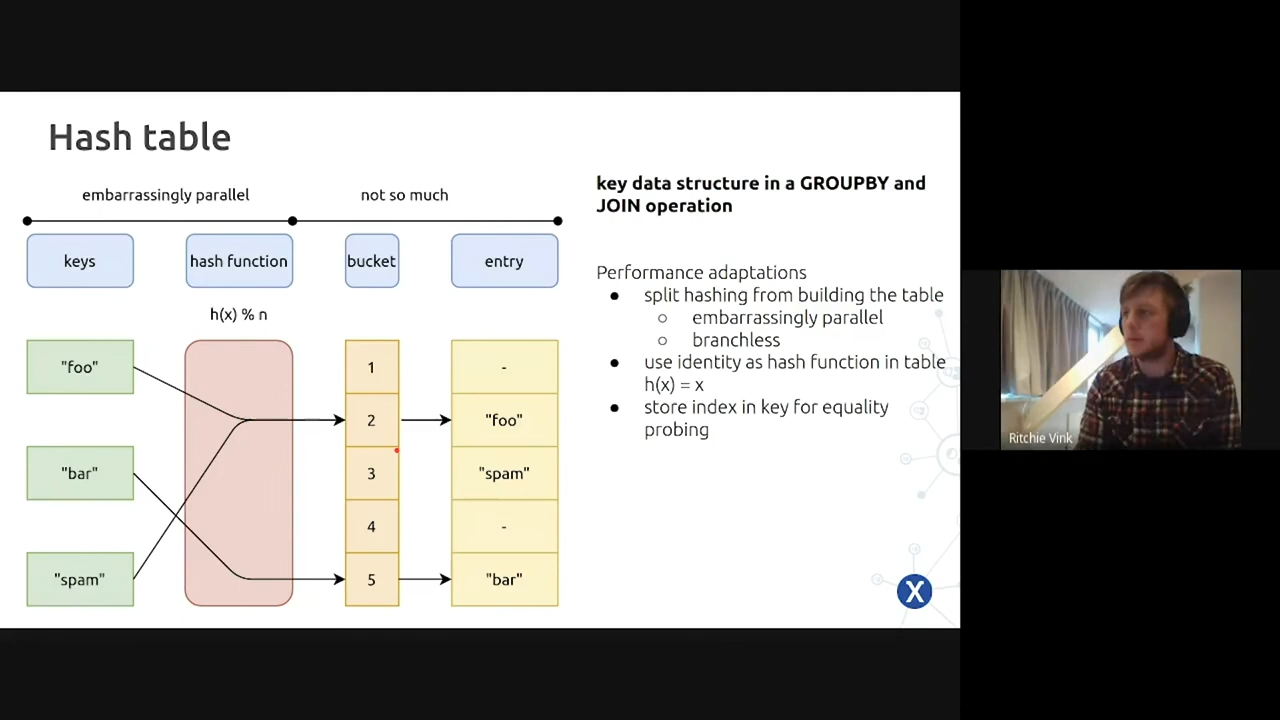 Hash table
embarrassingly parallel
not so much
keys
hash function
bucket
entry
h(x) % n
"foo"
"bar"
"spam"
1
2
3
4
5
-
"foo"
"spam"
-
"bar"
key data structure in a GROUPBY and
JOIN operation
Performance adaptations
● split hashing from building the table
○ embarrassingly parallel
○ branchless
● use identity as hash function in table
h(x) = x
● store index in key for equality
probing
X
Ritchie Vink